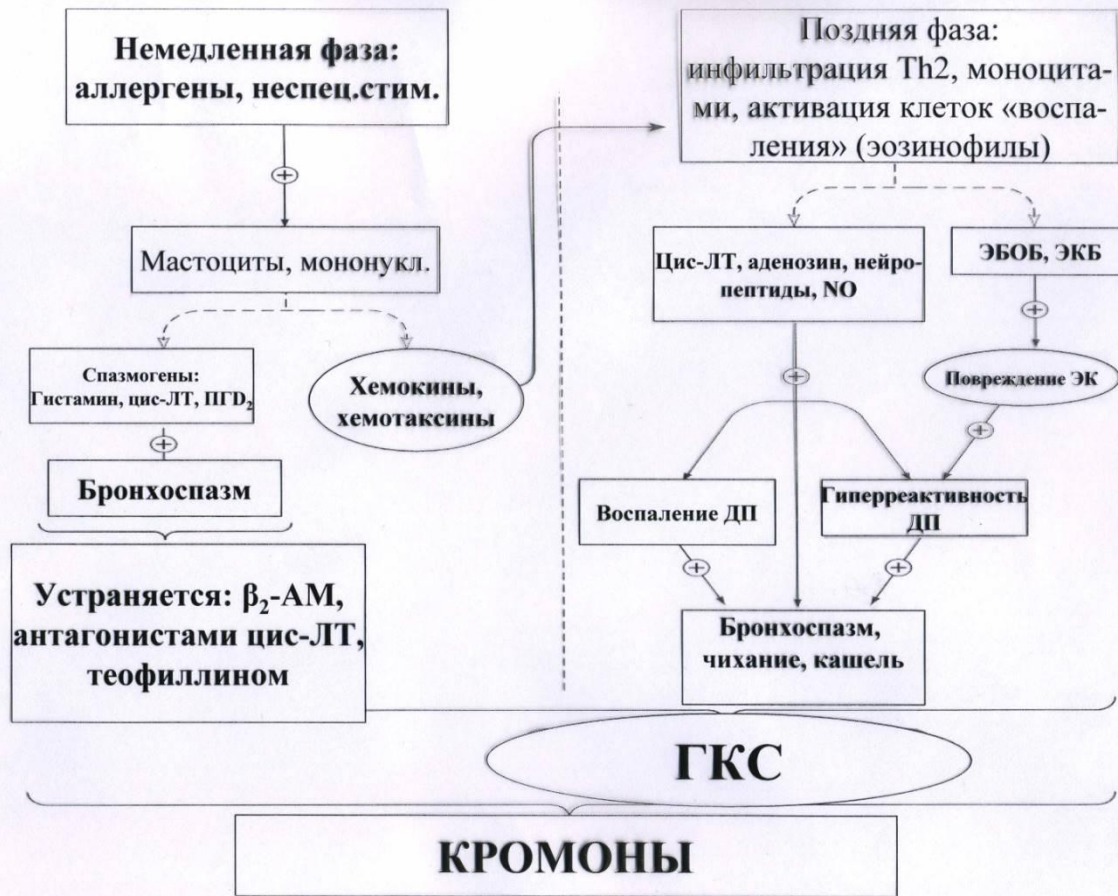 Немедленная фаза:
аллергены, неспец.стим.
Мастоциты, мононукл.
Спазмогены:
Гистамин, цис-ЛТ, ПГD₂
Хемокины,
хемотаксины
Бронхоспазм
Устраняется: β₂-АМ,
антагонистами цис-ЛТ,
теофиллином
Поздняя фаза:
инфильтрация Th2, моноцита-
ми, активация клеток «воспа-
ления» (эозинофилы)
Цис-ЛТ, аденозин, нейро-
пептиды, NO
ЭБОБ, ЭКБ
Повреждение ЭК
Воспаление ДП
Гиперреактивность
ДП
Бронхоспазм,
чихание, кашель
ГКС
КРОМОНЫ